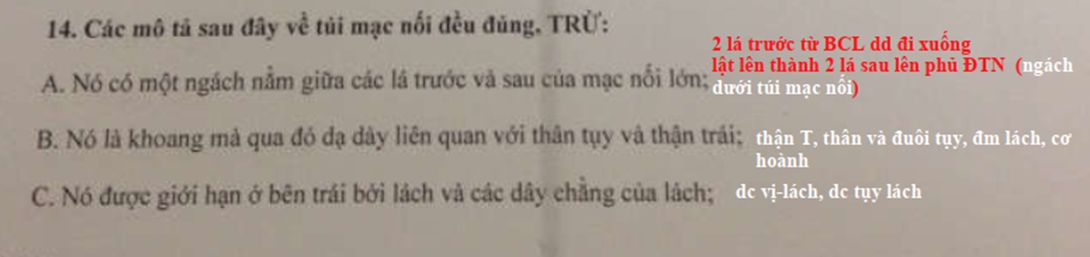 14. Các mô tả sau đây về túi mạc nối đều đúng, TRỪ:
2 lá trước từ BCL dd đi xuống
lật lên thành 2 lá sau lên phủ ĐTN (ngách
A. Nó có một ngách nằm giữa các lá trước và sau của mạc nối lớn;
dưới túi mạc nối)
B. Nó là khoang mà qua đó dạ dày liên quan với thân tụy và thận trái;
thận T, thân và đuôi tụy, đm lách, cơ
hoành
C. Nó được giới hạn ở bên trái bởi lách và các dây chằng của lách;
dc vị-lách, dc tụy lách